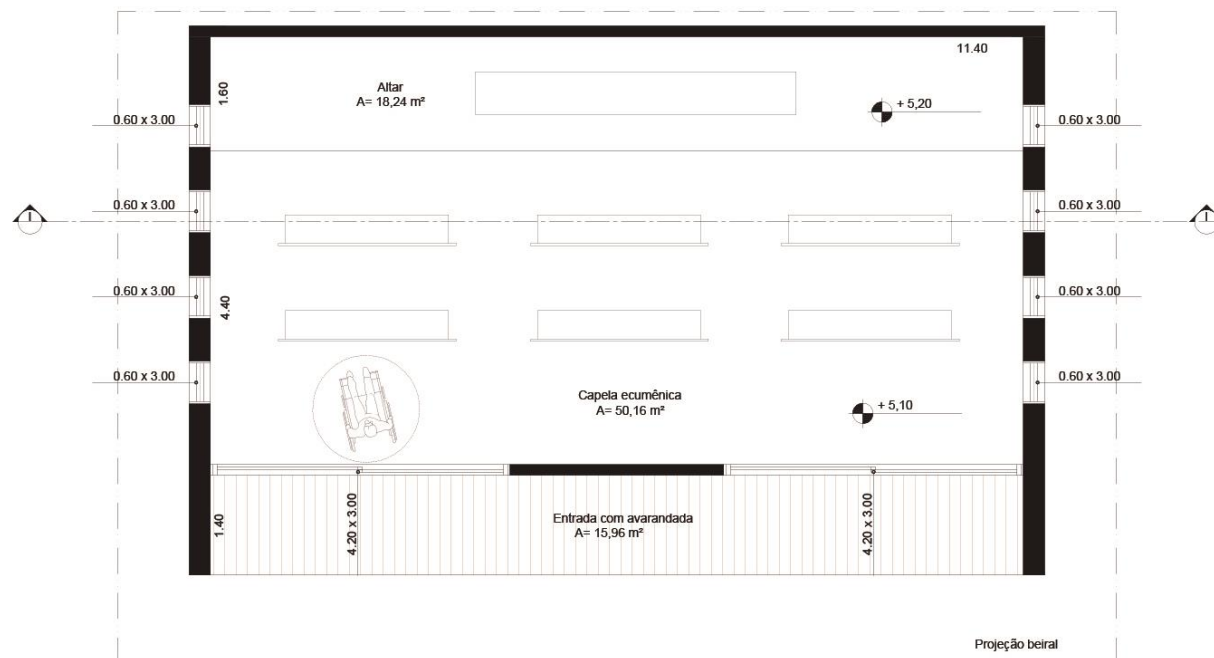 11.40
1.60
Altar
A= 18,24 m²
+ 5,20
0.60 x 3.00
0.60 x 3.00
0.60 x 3.00
0.60 x 3.00
I
I
0.60 x 3.00
4.40
0.60 x 3.00
0.60 x 3.00
0.60 x 3.00
Capela ecumênica
A= 50,16 m²
+ 5,10
1.40
4.20 x 3.00
Entrada com avarandada
A= 15,96 m²
4.20 x 3.00
Projeção beiral